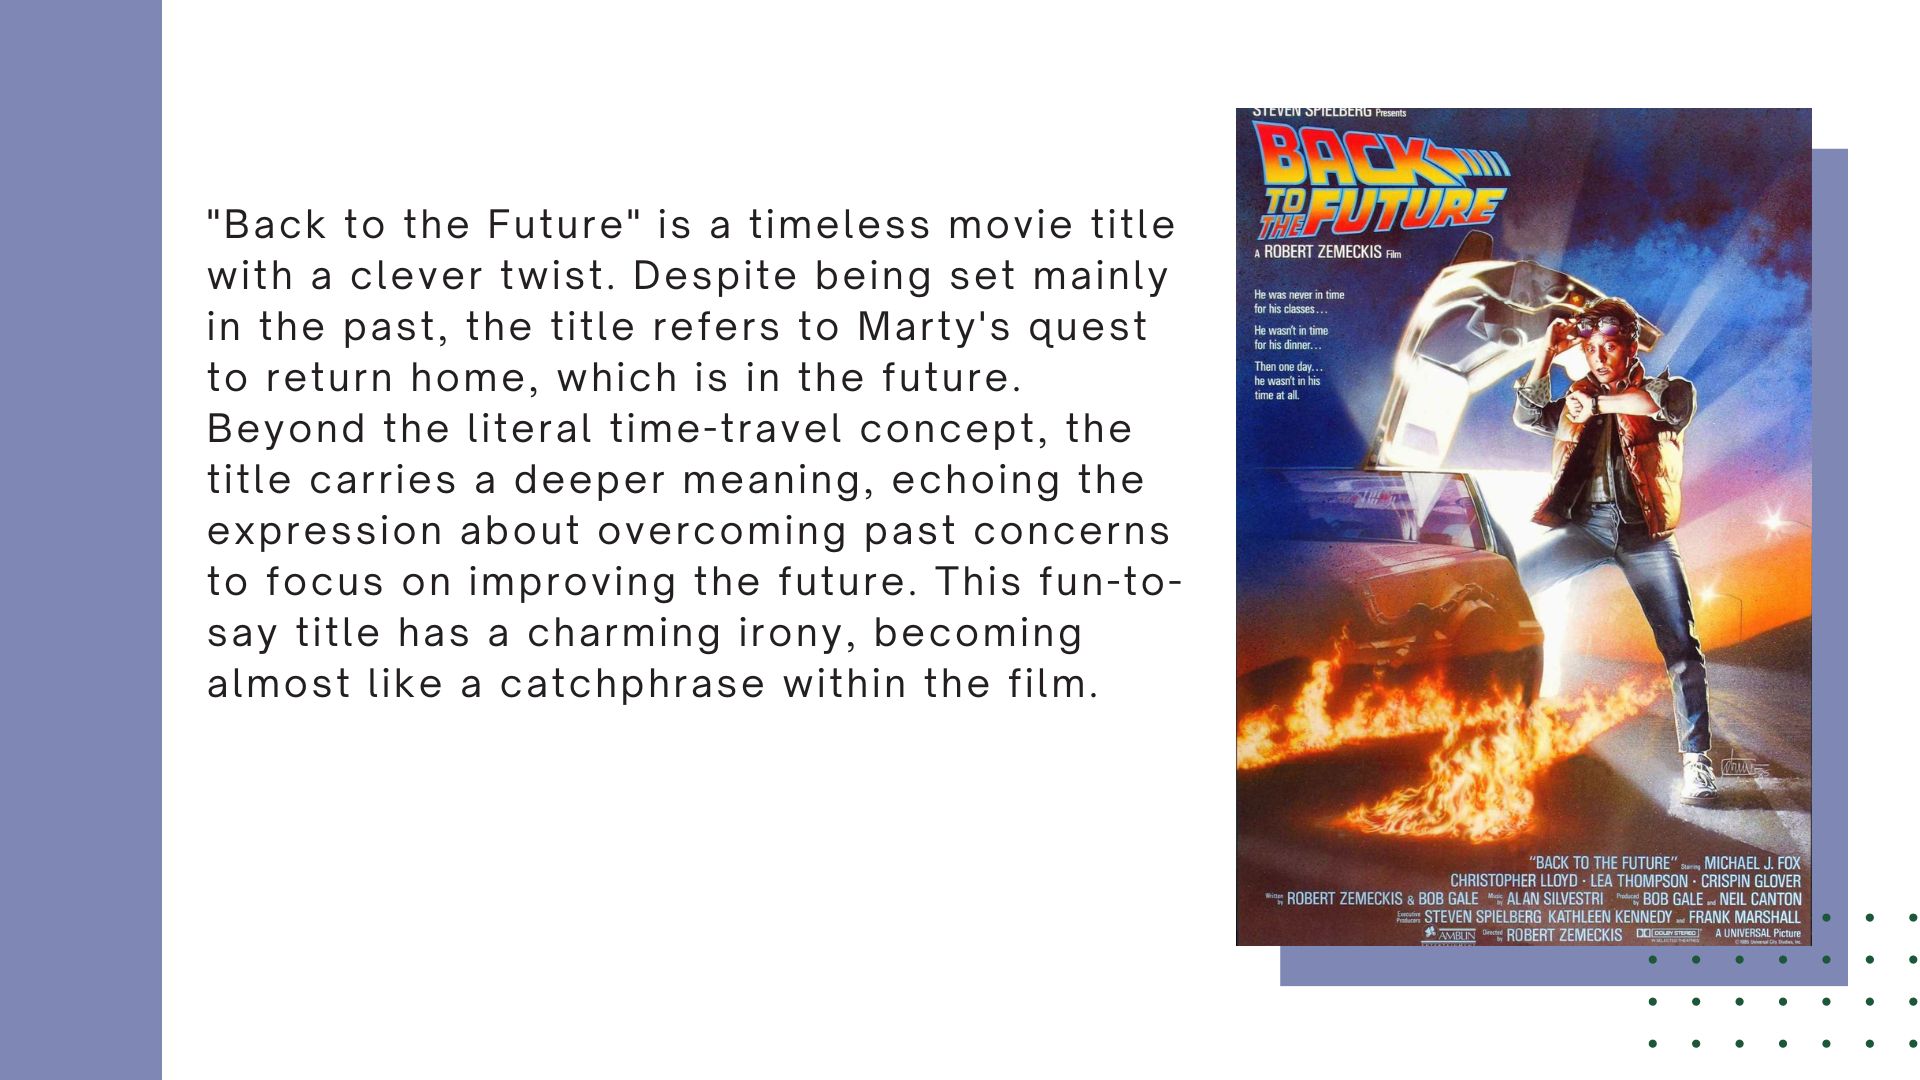 "Back to the Future" is a timeless movie title
with a clever twist. Despite being set mainly
in the past, the title refers to Marty's quest
to return home, which is in the future.
Beyond the literal time-travel concept, the
title carries a deeper meaning, echoing the
expression about overcoming past concerns
to focus on improving the future. This fun-to-
say title has a charming irony, becoming
almost like a catchphrase within the film.
STEVEN SPIELBERG Presents
BACK
TO
THE FUTURE
A ROBERT ZEMECKIS Film
He was never in time
for his classes...
He wasn't in time
for his dinner...
Then one day...
he wasn't in his
time at all.
"BACK TO THE FUTURE" Starring MICHAEL J. FOX
CHRISTOPHER LLOYD · LEA THOMPSON · CRISPIN GLOVER
Written by ROBERT ZEMECKIS & BOB GALE Music by ALAN SILVESTRI Produced by BOB GALE and NEIL CANTON
Executive Producers STEVEN SPIELBERG KATHLEEN KENNEDY and FRANK MARSHALL
AMBLIN Directed by ROBERT ZEMECKIS DOLBY STEREO A UNIVERSAL Picture